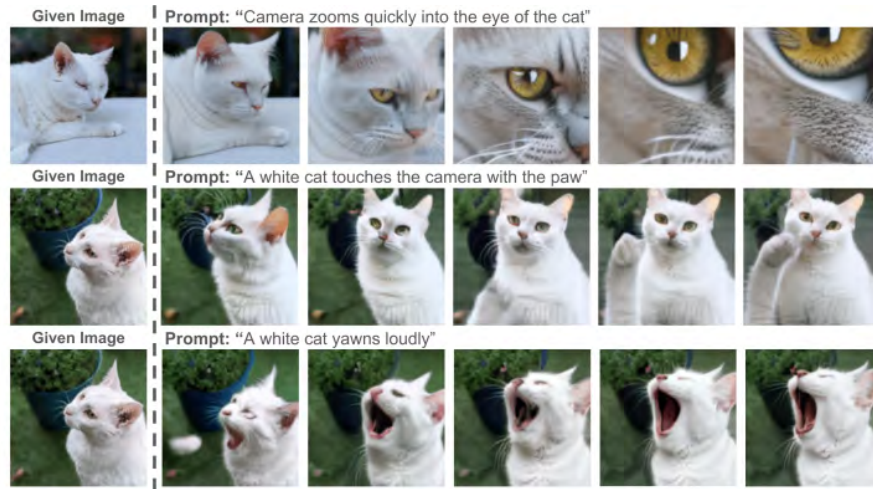 Given Image
Prompt: “Camera zooms quickly into the eye of the cat”
Given Image
Prompt: “A white cat touches the camera with the paw”
Given Image
Prompt: “A white cat yawns loudly”